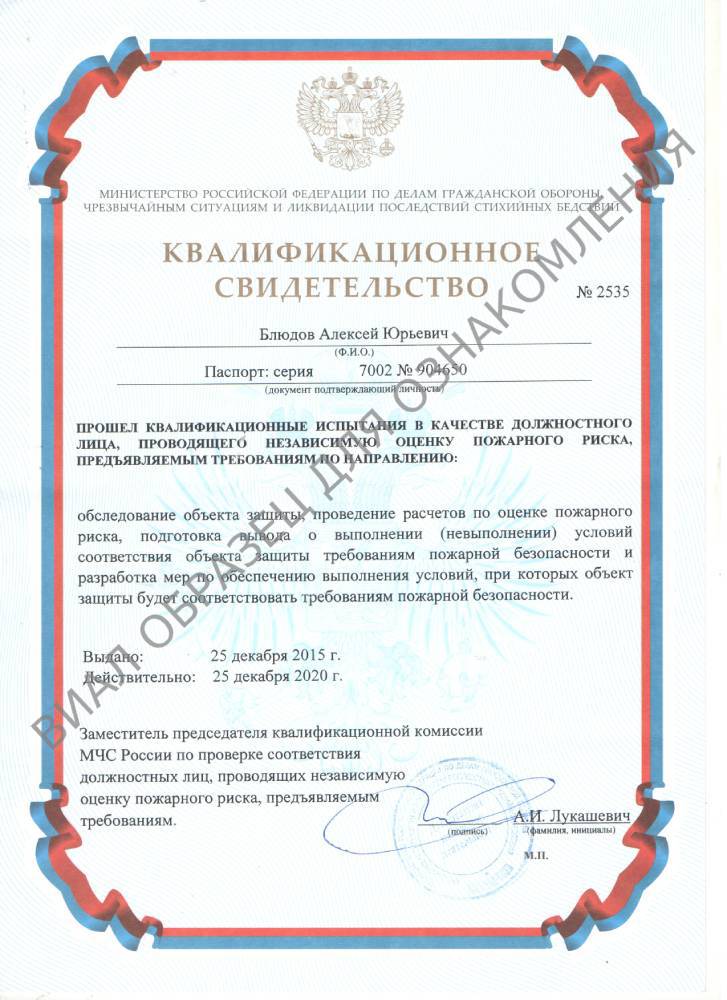 МИНИСТЕРСТВО РОССИЙСКОЙ ФЕДЕРАЦИИ ПО ДЕЛАМ ГРАЖДАНСКОЙ ОБОРОНЫ,
ЧРЕЗВЫЧАЙНЫМ СИТУАЦИЯМ И ЛИКВИДАЦИИ ПОСЛЕДСТВИЙ СТИХИЙНЫХ БЕДСТВИЙ
КВАЛИФИКАЦИОННОЕ
СВИДЕТЕЛЬСТВО
№ 2535
Блюдов Алексей Юрьевич
(Ф.И.О.)
Паспорт: серия 7002 № 904650
(документ подтверждающий личность)
ПРОШЕЛ КВАЛИФИКАЦИОННЫЕ ИСПЫТАНИЯ В КАЧЕСТВЕ ДОЛЖНОСТНОГО
ЛИЦА, ПРОВОДЯЩЕГО НЕЗАВИСИМУЮ ОЦЕНКУ ПОЖАРНОГО РИСКА,
ПРЕДЪЯВЛЯЕМЫМ ТРЕБОВАНИЯМ ПО НАПРАВЛЕНИЮ:
обследование объекта защиты, проведение расчетов по оценке пожарного
риска, подготовка вывода о выполнении (невыполнении) условий
соответствия объекта защиты требованиям пожарной безопасности и
разработка мер по обеспечению выполнения условий, при которых объект
защиты будет соответствовать требованиям пожарной безопасности.
Выдано: 25 декабря 2015 г.
Действительно: 25 декабря 2020 г.
Заместитель председателя квалификационной комиссии
МЧС России по проверке соответствия
должностных лиц, проводящих независимую
оценку пожарного риска, предъявляемым
требованиям.
А.И. Лукашевич
(подпись) (фамилия, инициалы)
М.П.
ВИАЛ ОБРАЗЕЦ ДЛЯ ОЗНАКОМЛЕНИЯ